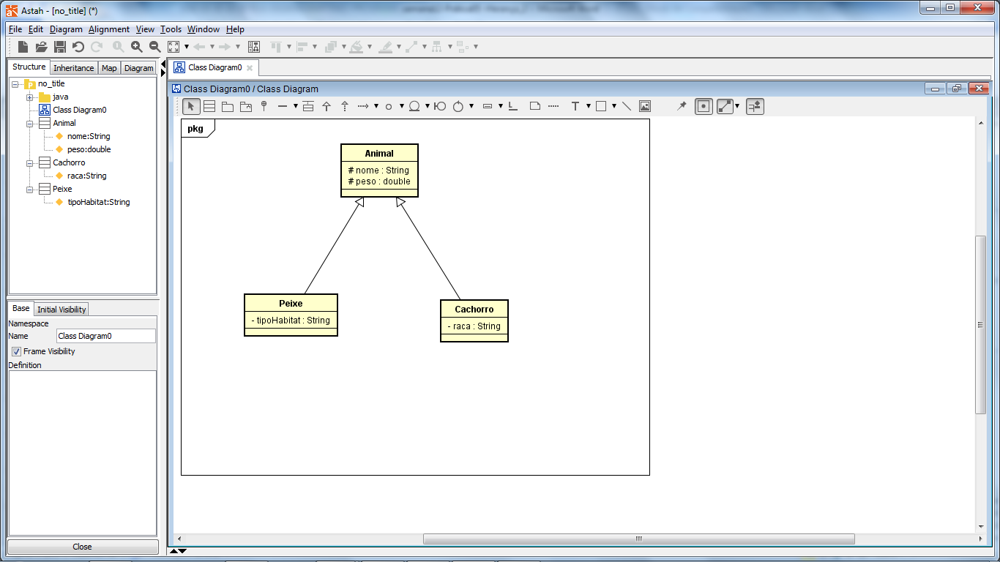 Astah - [no_title] (*)
File Edit Diagram Alignment View Tools Window Help
Structure Inheritance Map Diagram
no_title
java
Class Diagram0
Animal
nome:String
peso:double
Cachorro
raca:String
Peixe
tipoHabitat:String
Base Initial Visibility
Namespace
Name Class Diagram0
Frame Visibility
Definition
Close
Class Diagram0
Class Diagram0 / Class Diagram
T
pkg
Animal
# nome : String
# peso : double
Peixe
- tipoHabitat : String
Cachorro
- raca : String